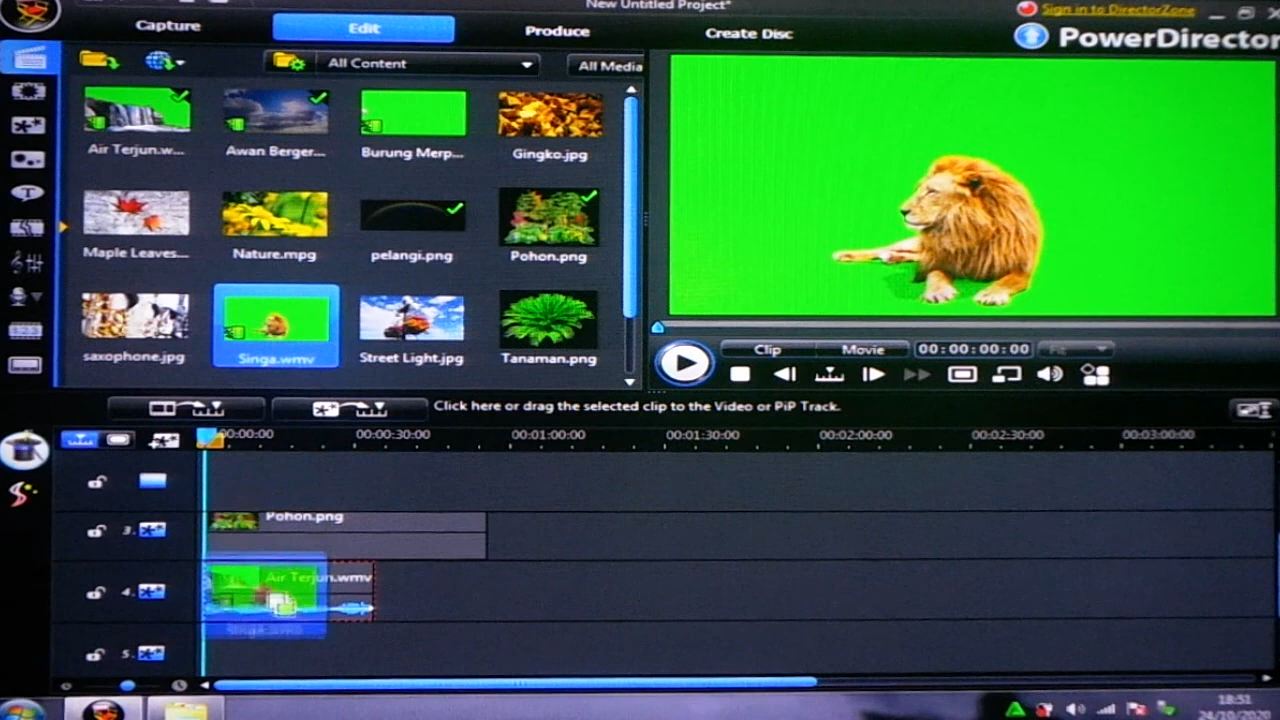 New Untitled Project*
Sign in to DirectorZone
Capture
Edit
Produce
Create Disc
PowerDirector
All Content
All Media
Air Terjun.w...
Awan Berger...
Burung Merp...
Gingko.jpg
Maple Leaves...
Nature.mpg
pelangi.png
Pohon.png
saxophone.jpg
Singa.wmv
Street Light.jpg
Tanaman.png
Clip
Movie
00:00:00:00
Fit
Click here or drag the selected clip to the Video or PiP Track.
00:00:00
00:00:30:00
00:01:00:00
00:01:30:00
00:02:00:00
00:02:30:00
00:03:00:00
3.
Pohon.png
4.
Air Terjun.wmv
Singa.wmv
5.
18:51
24/10/2020